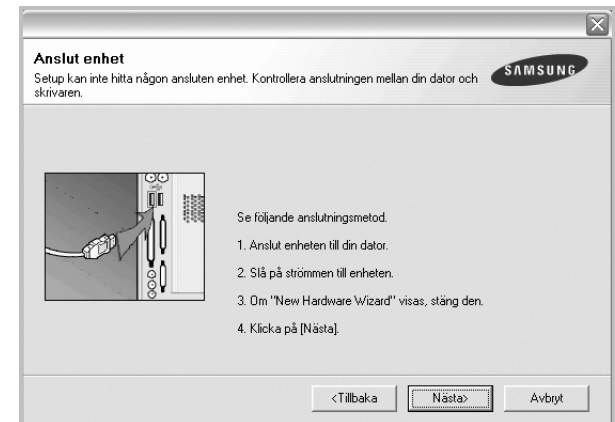 Anslut enhet
Setup kan inte hitta någon ansluten enhet. Kontrollera anslutningen mellan din dator och
skrivaren.
SAMSUNG
Se följande anslutningsmetod.
1. Anslut enheten till din dator.
2. Slå på strömmen till enheten.
3. Om "New Hardware Wizard" visas, stäng den.
4. Klicka på [Nästa].
<Tillbaka
Nästa>
Avbryt